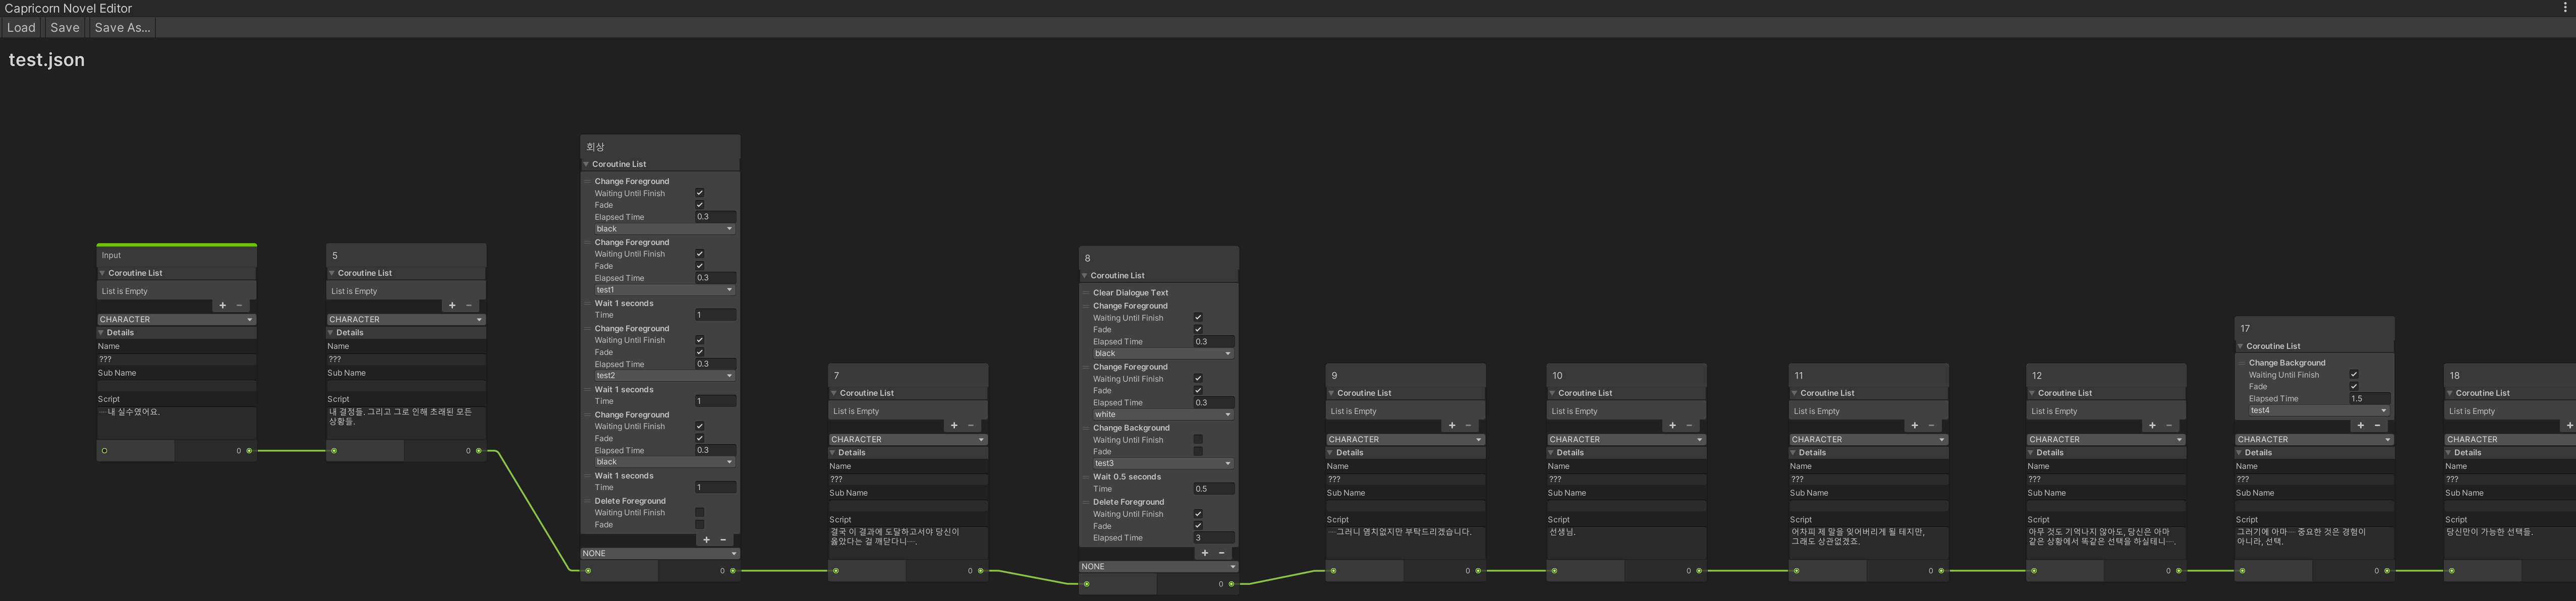 Capricorn Novel Editor
Load
Save
Save As...
test.json
Input
Coroutine List
List is Empty
+ −
CHARACTER
Details
Name
???
Sub Name
Script
…내 실수였어요.
0
5
Coroutine List
List is Empty
+ −
CHARACTER
Details
Name
???
Sub Name
Script
내 결정들. 그리고 그로 인해 초래된 모든
상황들.
0
회상
Coroutine List
Change Foreground
Waiting Until Finish
Fade
Elapsed Time 0.3
black
Change Foreground
Waiting Until Finish
Fade
Elapsed Time 0.3
test1
Wait 1 seconds
Time 1
Change Foreground
Waiting Until Finish
Fade
Elapsed Time 0.3
test2
Wait 1 seconds
Time 1
Change Foreground
Waiting Until Finish
Fade
Elapsed Time 0.3
black
Wait 1 seconds
Time 1
Delete Foreground
Waiting Until Finish
Fade
+ −
NONE
0
7
Coroutine List
List is Empty
+ −
CHARACTER
Details
Name
???
Sub Name
Script
결국 이 결과에 도달하고서야 당신이
옳았다는 걸 깨닫다니….
0
8
Coroutine List
Clear Dialogue Text
Change Foreground
Waiting Until Finish
Fade
Elapsed Time 0.3
black
Change Foreground
Waiting Until Finish
Fade
Elapsed Time 0.3
white
Change Background
Waiting Until Finish
Fade
test3
Wait 0.5 seconds
Time 0.5
Delete Foreground
Waiting Until Finish
Fade
Elapsed Time 3
+ −
NONE
0
9
Coroutine List
List is Empty
+ −
CHARACTER
Details
Name
???
Sub Name
Script
…그러니 염치없지만 부탁드리겠습니다.
0
10
Coroutine List
List is Empty
+ −
CHARACTER
Details
Name
???
Sub Name
Script
선생님.
0
11
Coroutine List
List is Empty
+ −
CHARACTER
Details
Name
???
Sub Name
Script
어차피 제 말을 잊어버리게 될 테지만,
그래도 상관없겠죠.
0
12
Coroutine List
List is Empty
+ −
CHARACTER
Details
Name
???
Sub Name
Script
아무 것도 기억나지 않아도, 당신은 아마
같은 상황에서 똑같은 선택을 하실테니….
0
17
Coroutine List
Change Background
Waiting Until Finish
Fade
Elapsed Time 1.5
test4
+ −
CHARACTER
Details
Name
???
Sub Name
Script
그러기에 아마… 중요한 것은 경험이
아니라, 선택.
0
18
Coroutine List
List is Empty
+
CHARACTER
Details
Name
???
Sub Name
Script
당신만이 가능한 선택들.